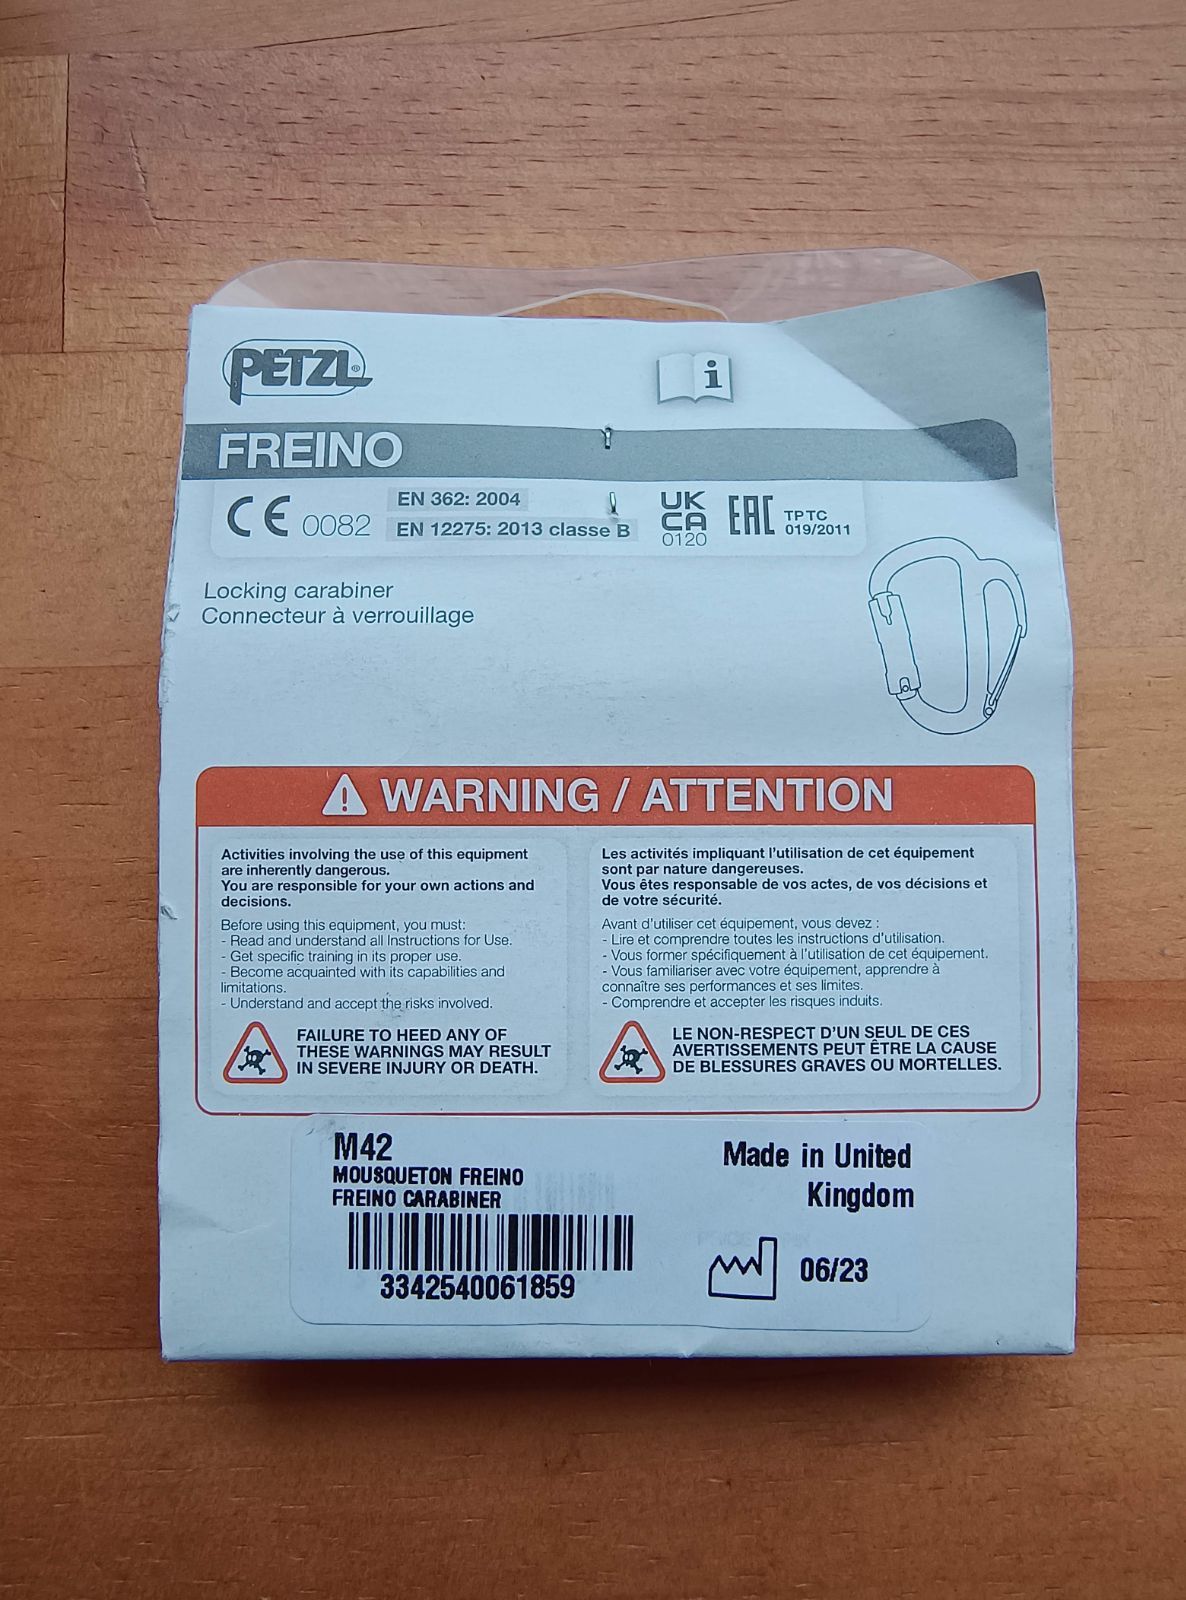 PETZL®
i
FREINO
CE 0082
EN 362: 2004
EN 12275: 2013 classe B
UK
CA
0120
EAC
TP TC
019/2011
Locking carabiner
Connecteur à verrouillage
WARNING / ATTENTION
Activities involving the use of this equipment
are inherently dangerous.
You are responsible for your own actions and
decisions.
Before using this equipment, you must:
- Read and understand all Instructions for Use.
- Get specific training in its proper use.
- Become acquainted with its capabilities and
limitations.
- Understand and accept the risks involved.
FAILURE TO HEED ANY OF
THESE WARNINGS MAY RESULT
IN SEVERE INJURY OR DEATH.
Les activités impliquant l'utilisation de cet équipement
sont par nature dangereuses.
Vous êtes responsable de vos actes, de vos décisions et
de votre sécurité.
Avant d'utiliser cet équipement, vous devez :
- Lire et comprendre toutes les instructions d'utilisation.
- Vous former spécifiquement à l'utilisation de cet équipement.
- Vous familiariser avec votre équipement, apprendre à
connaître ses performances et ses limites.
- Comprendre et accepter les risques induits.
LE NON-RESPECT D'UN SEUL DE CES
AVERTISSEMENTS PEUT ÊTRE LA CAUSE
DE BLESSURES GRAVES OU MORTELLES.
M42
MOUSQUETON FREINO
FREINO CARABINER
3342540061859
Made in United
Kingdom
06/23